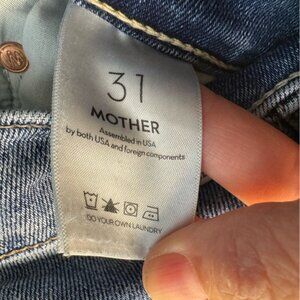 31
MOTHER
Assembled in USA
by both USA and foreign components
DO YOUR OWN LAUNDRY